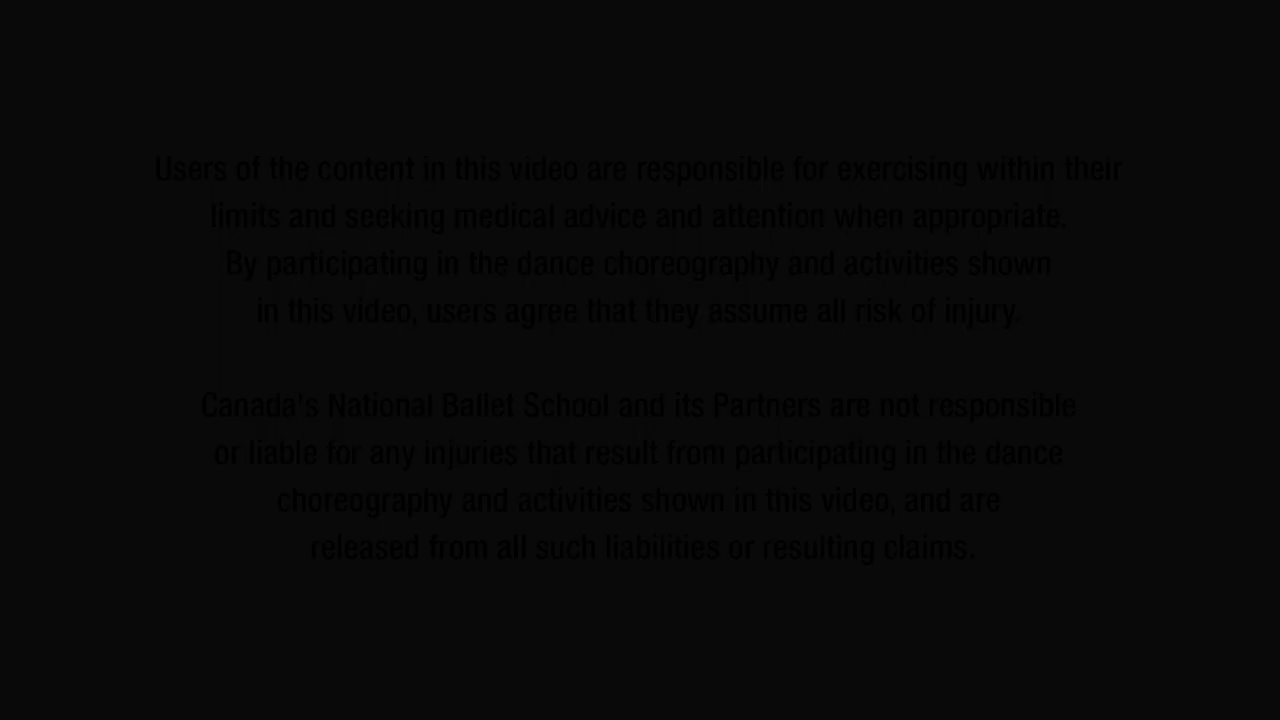 Users of the content in this video are responsible for exercising within their
limits and seeking medical advice and attention when appropriate.
By participating in the dance choreography and activities shown
in this video, users agree that they assume all risk of injury.
Canada's National Ballet School and its Partners are not responsible
or liable for any injuries that result from participating in the dance
choreography and activities shown in this video, and are
released from all such liabilities or resulting claims.